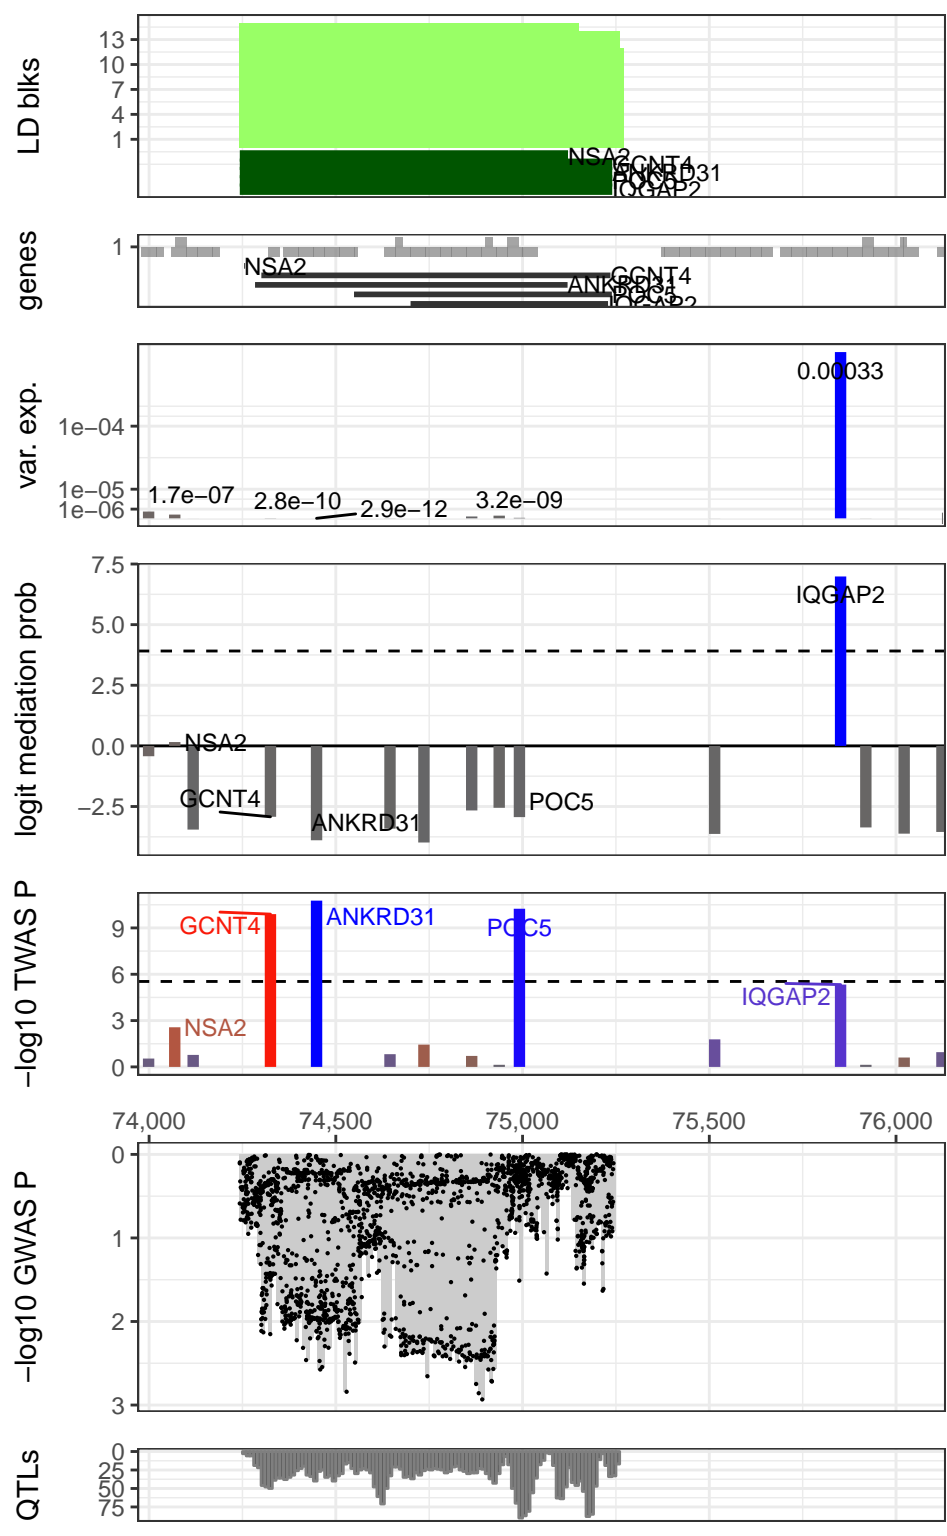 LD blks
13
10
7
4
1
NSA2
GCNT4
ANKRD31
POC5
IQGAP2
genes
1
NSA2
GCNT4
ANKRD31
POC5
IQGAP2
var. exp.
1e−04
1e−05
1e−06
0.00033
1.7e−07
2.8e−10
2.9e−12
3.2e−09
logit mediation prob
7.5
5.0
2.5
0.0
−2.5
IQGAP2
NSA2
GCNT4
ANKRD31
POC5
−log10 TWAS P
9
6
3
0
GCNT4
ANKRD31
POC5
IQGAP2
NSA2
74,000 74,500 75,000 75,500 76,000
−log10 GWAS P
0
1
2
3
QTLs
0
25
50
75